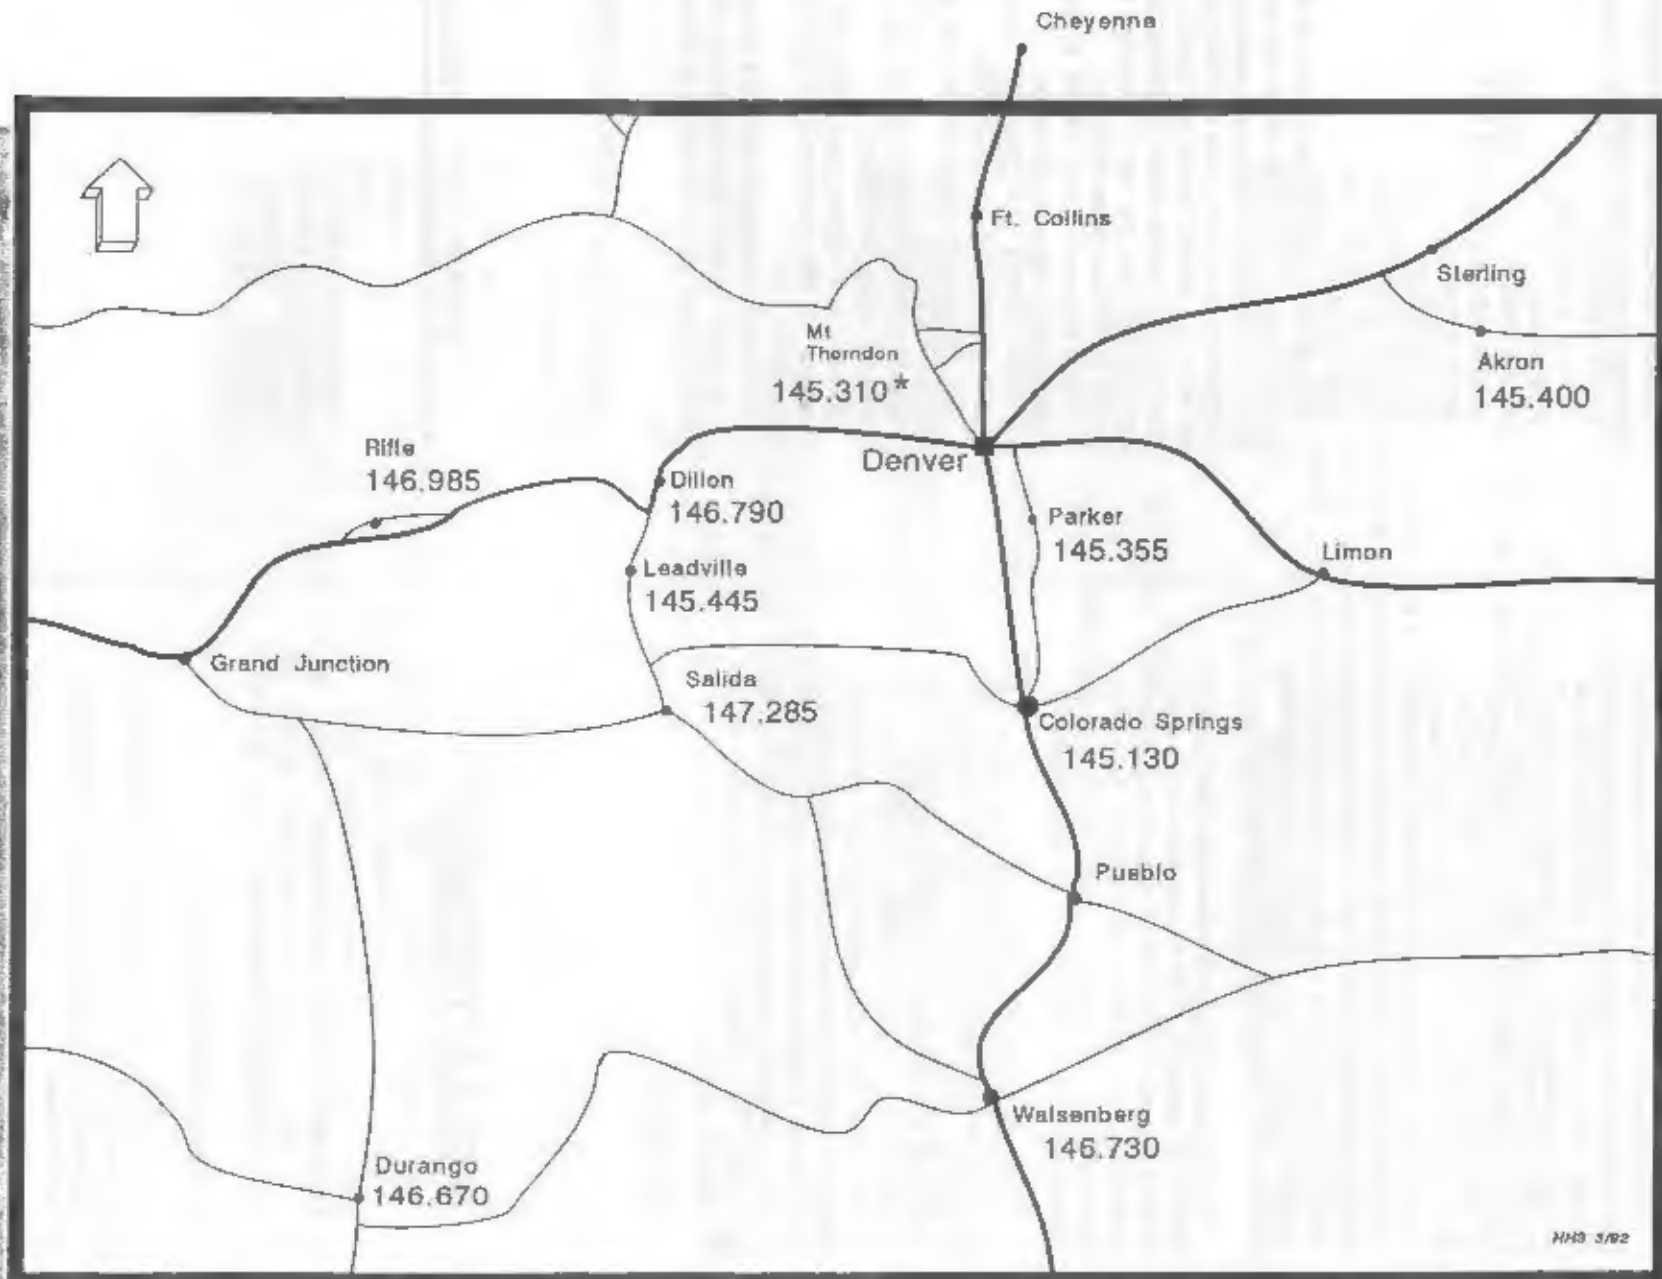 Cheyenne
Ft. Collins
Sterling
Mt
Thorndon
145.310*
Akron
145.400
Rifle
146.985
Denver
Dillon
146.790
Parker
145.355
Limon
Leadville
145.445
Grand Junction
Salida
147.285
Colorado Springs
145.130
Pueblo
Walsenberg
146.730
Durango
146.670
HHS 3/92